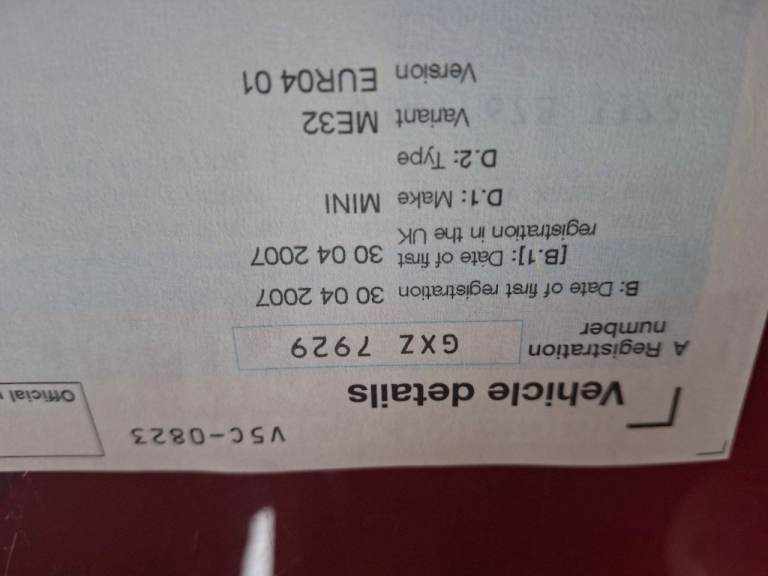 V5C-0823
Official
Vehicle details
A Registration number
GXZ 7929
B: Date of first registration 30 04 2007
[B.1]: Date of first registration in the UK 30 04 2007
D.1: Make MINI
D.2: Type
Variant ME32
Version EURO4 01